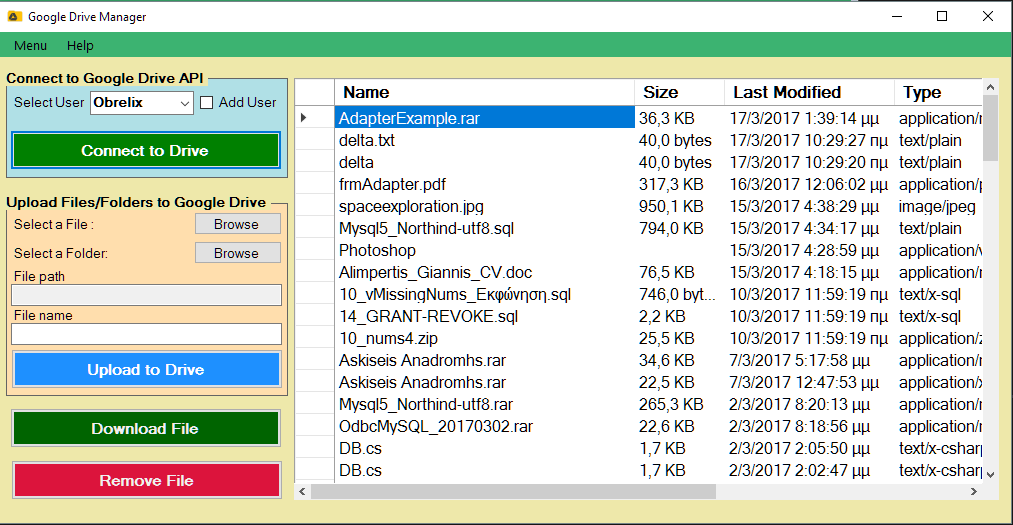 Google Drive Manager
Menu Help
Connect to Google Drive API
Select User Obrelix Add User
Connect to Drive
Upload Files/Folders to Google Drive
Select a File : Browse
Select a Folder: Browse
File path
File name
Upload to Drive
Download File
Remove File
Name Size Last Modified Type
AdapterExample.rar 36,3 KB 17/3/2017 1:39:14 μμ application/r
delta.txt 40,0 bytes 17/3/2017 10:29:27 πμ text/plain
delta 40,0 bytes 17/3/2017 10:29:20 πμ text/plain
frmAdapter.pdf 317,3 KB 16/3/2017 12:06:02 μμ application/p
spaceexploration.jpg 950,1 KB 15/3/2017 4:38:29 μμ image/jpeg
Mysql5_Northind-utf8.sql 794,0 KB 15/3/2017 4:34:17 μμ text/plain
Photoshop 15/3/2017 4:28:59 μμ application/v
Alimpertis_Giannis_CV.doc 76,5 KB 15/3/2017 4:18:15 μμ application/r
10_vMissingNums_Εκφώνηση.sql 746,0 byt... 10/3/2017 11:59:19 πμ text/x-sql
14_GRANT-REVOKE.sql 2,2 KB 10/3/2017 11:59:19 πμ text/x-sql
10_nums4.zip 25,5 KB 10/3/2017 11:59:19 πμ application/z
Askiseis Anadromhs.rar 34,6 KB 7/3/2017 5:17:58 μμ application/r
Askiseis Anadromhs.rar 22,5 KB 7/3/2017 12:47:53 μμ application/x
Mysql5_Northind-utf8.rar 265,3 KB 2/3/2017 8:20:13 μμ application/r
OdbcMySQL_20170302.rar 22,6 KB 2/3/2017 8:18:56 μμ application/r
DB.cs 1,7 KB 2/3/2017 2:05:50 μμ text/x-csharp
DB.cs 1,7 KB 2/3/2017 2:02:47 μμ text/x-csharp